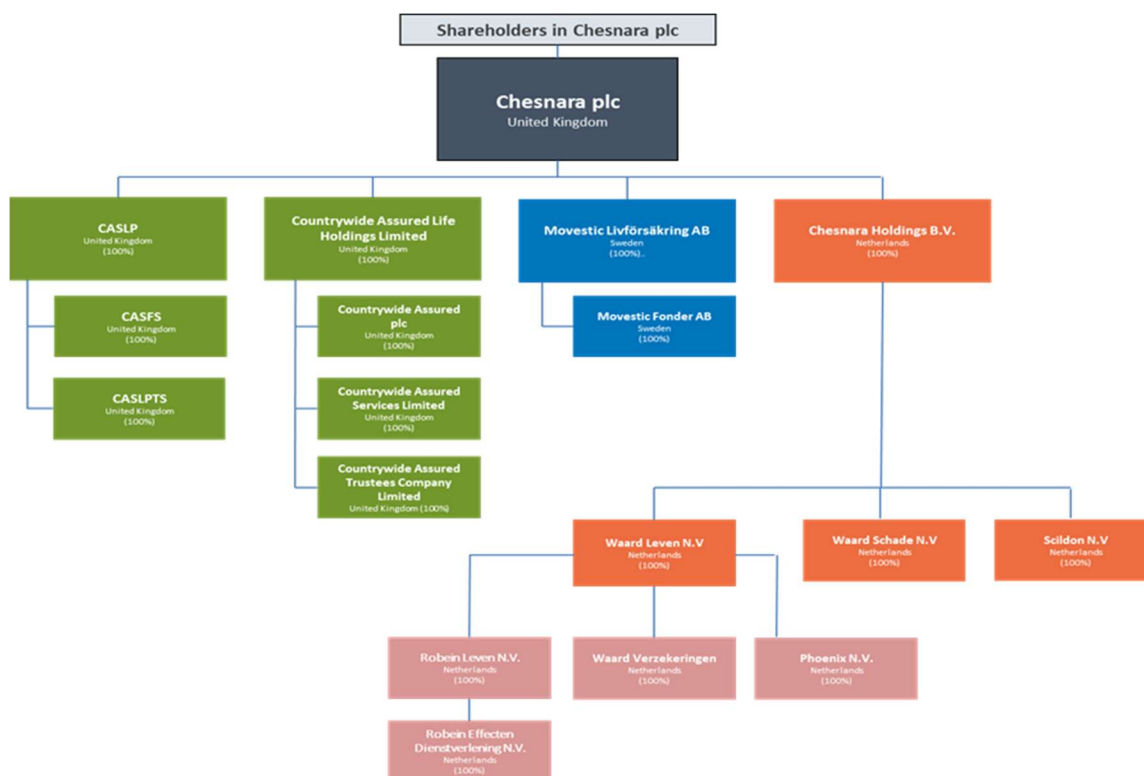 Shareholders in Chesnara plc
Chesnara plc
United Kingdom
CASLP
United Kingdom
(100%)
Countrywide Assured Life
Holdings Limited
United Kingdom
(100%)
Movestic Livförsäkring AB
Sweden
(100%)..
Chesnara Holdings B.V.
Netherlands
(100%)
CASFS
United Kingdom
(100%)
Countrywide Assured
plc
United Kingdom
(100%)
Movestic Fonder AB
Sweden
(100%)
CASLPTS
United Kingdom
(100%)
Countrywide Assured
Services Limited
United Kingdom
(100%)
Countrywide Assured
Trustees Company
Limited
United Kingdom (100%)
Waard Leven N.V
Netherlands
(100%)
Waard Schade N.V
Netherlands
(100%)
Scildon N.V
Netherlands
(100%)
Robein Leven N.V.
Netherlands
(100%)
Waard Verzekeringen
Netherlands
(100%)
Phoenix N.V.
Netherlands
(100%)
Robein Effecten
Dienstverlening N.V.
Netherlands
(100%)